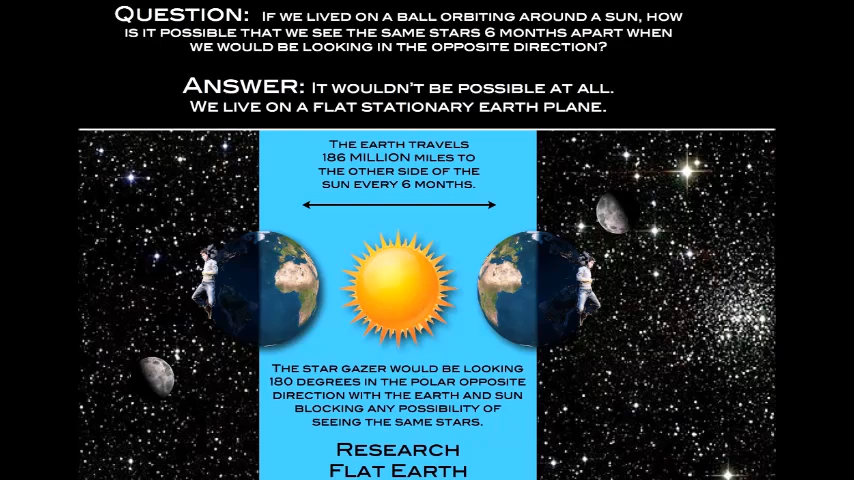 QUESTION: IF WE LIVED ON A BALL ORBITING AROUND A SUN, HOW
IS IT POSSIBLE THAT WE SEE THE SAME STARS 6 MONTHS APART WHEN
WE WOULD BE LOOKING IN THE OPPOSITE DIRECTION?
ANSWER: IT WOULDN'T BE POSSIBLE AT ALL.
WE LIVE ON A FLAT STATIONARY EARTH PLANE.
THE EARTH TRAVELS
186 MILLION MILES TO
THE OTHER SIDE OF THE
SUN EVERY 6 MONTHS.
THE STAR GAZER WOULD BE LOOKING
180 DEGREES IN THE POLAR OPPOSITE
DIRECTION WITH THE EARTH AND SUN
BLOCKING ANY POSSIBILITY OF
SEEING THE SAME STARS.
RESEARCH
FLAT EARTH